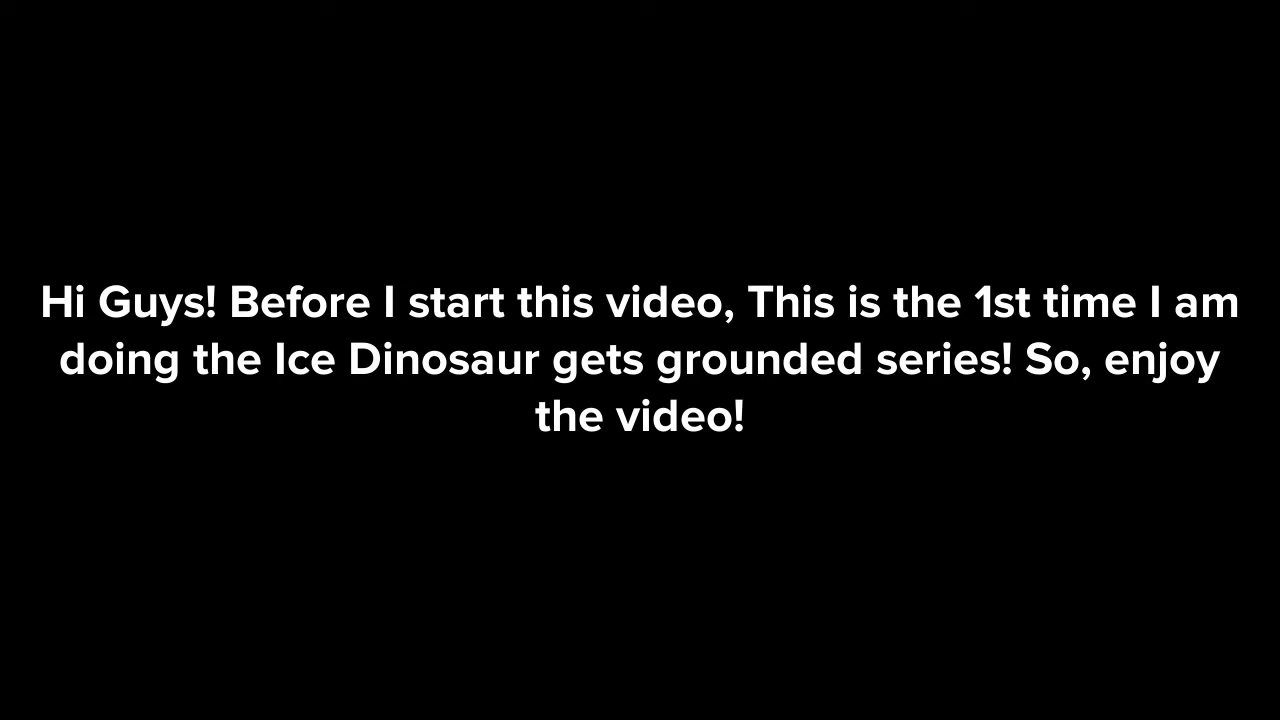 Hi Guys! Before I start this video, This is the 1st time I am
doing the Ice Dinosaur gets grounded series! So, enjoy
the video!